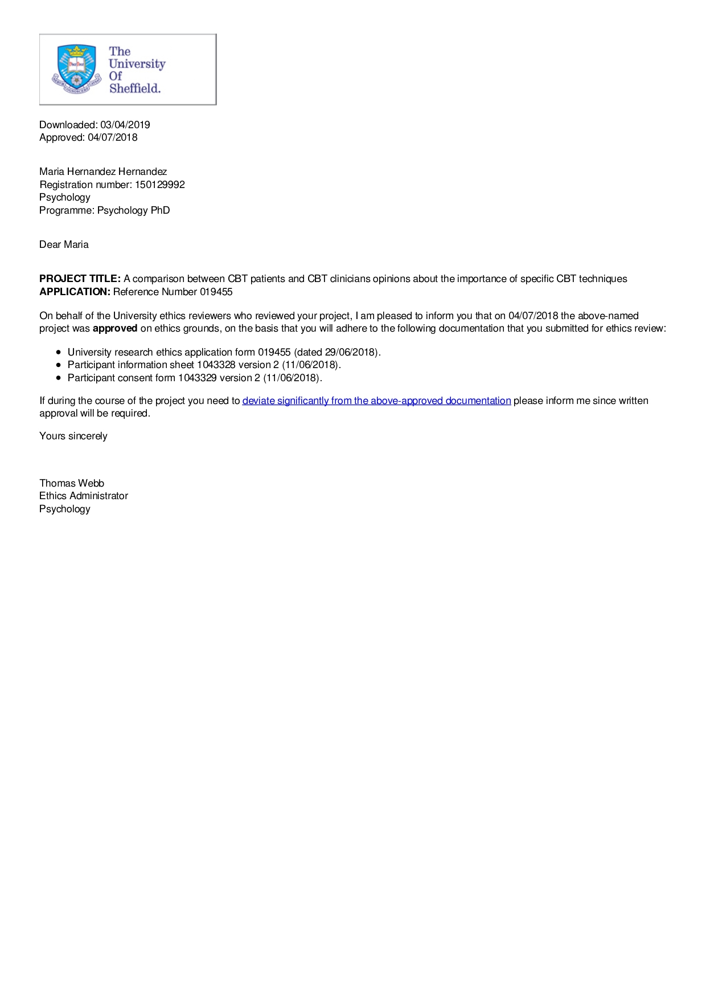 The
University
Of
Sheffield.
Downloaded: 03/04/2019
Approved: 04/07/2018
Maria Hernandez Hernandez
Registration number: 150129992
Psychology
Programme: Psychology PhD
Dear Maria
PROJECT TITLE: A comparison between CBT patients and CBT clinicians opinions about the importance of specific CBT techniques
APPLICATION: Reference Number 019455
On behalf of the University ethics reviewers who reviewed your project, I am pleased to inform you that on 04/07/2018 the above-named
project was approved on ethics grounds, on the basis that you will adhere to the following documentation that you submitted for ethics review:
● University research ethics application form 019455 (dated 29/06/2018).
● Participant information sheet 1043328 version 2 (11/06/2018).
● Participant consent form 1043329 version 2 (11/06/2018).
If during the course of the project you need to deviate significantly from the above-approved documentation please inform me since written
approval will be required.
Yours sincerely
Thomas Webb
Ethics Administrator
Psychology